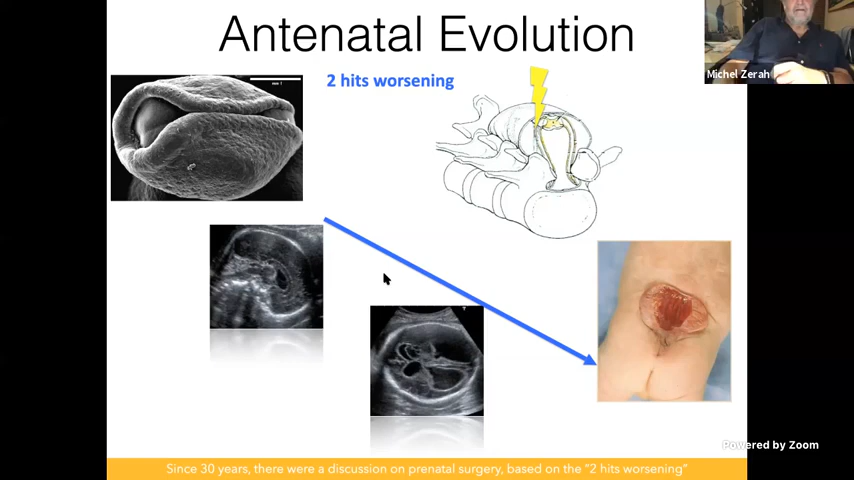 Antenatal Evolution
2 hits worsening
Michel Zerah
Powered by Zoom
Since 30 years, there were a discussion on prenatal surgery, based on the “2 hits worsening”